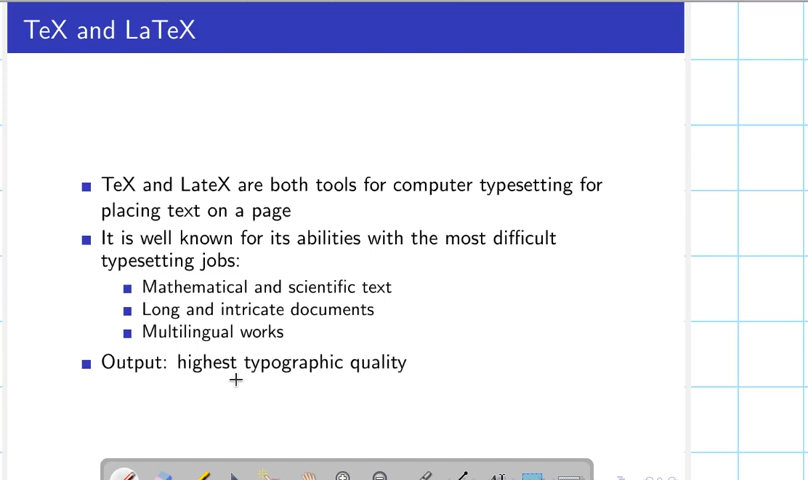 TeX and LaTeX
TeX and LateX are both tools for computer typesetting for
placing text on a page
It is well known for its abilities with the most difficult
typesetting jobs:
Mathematical and scientific text
Long and intricate documents
Multilingual works
Output: highest typographic quality